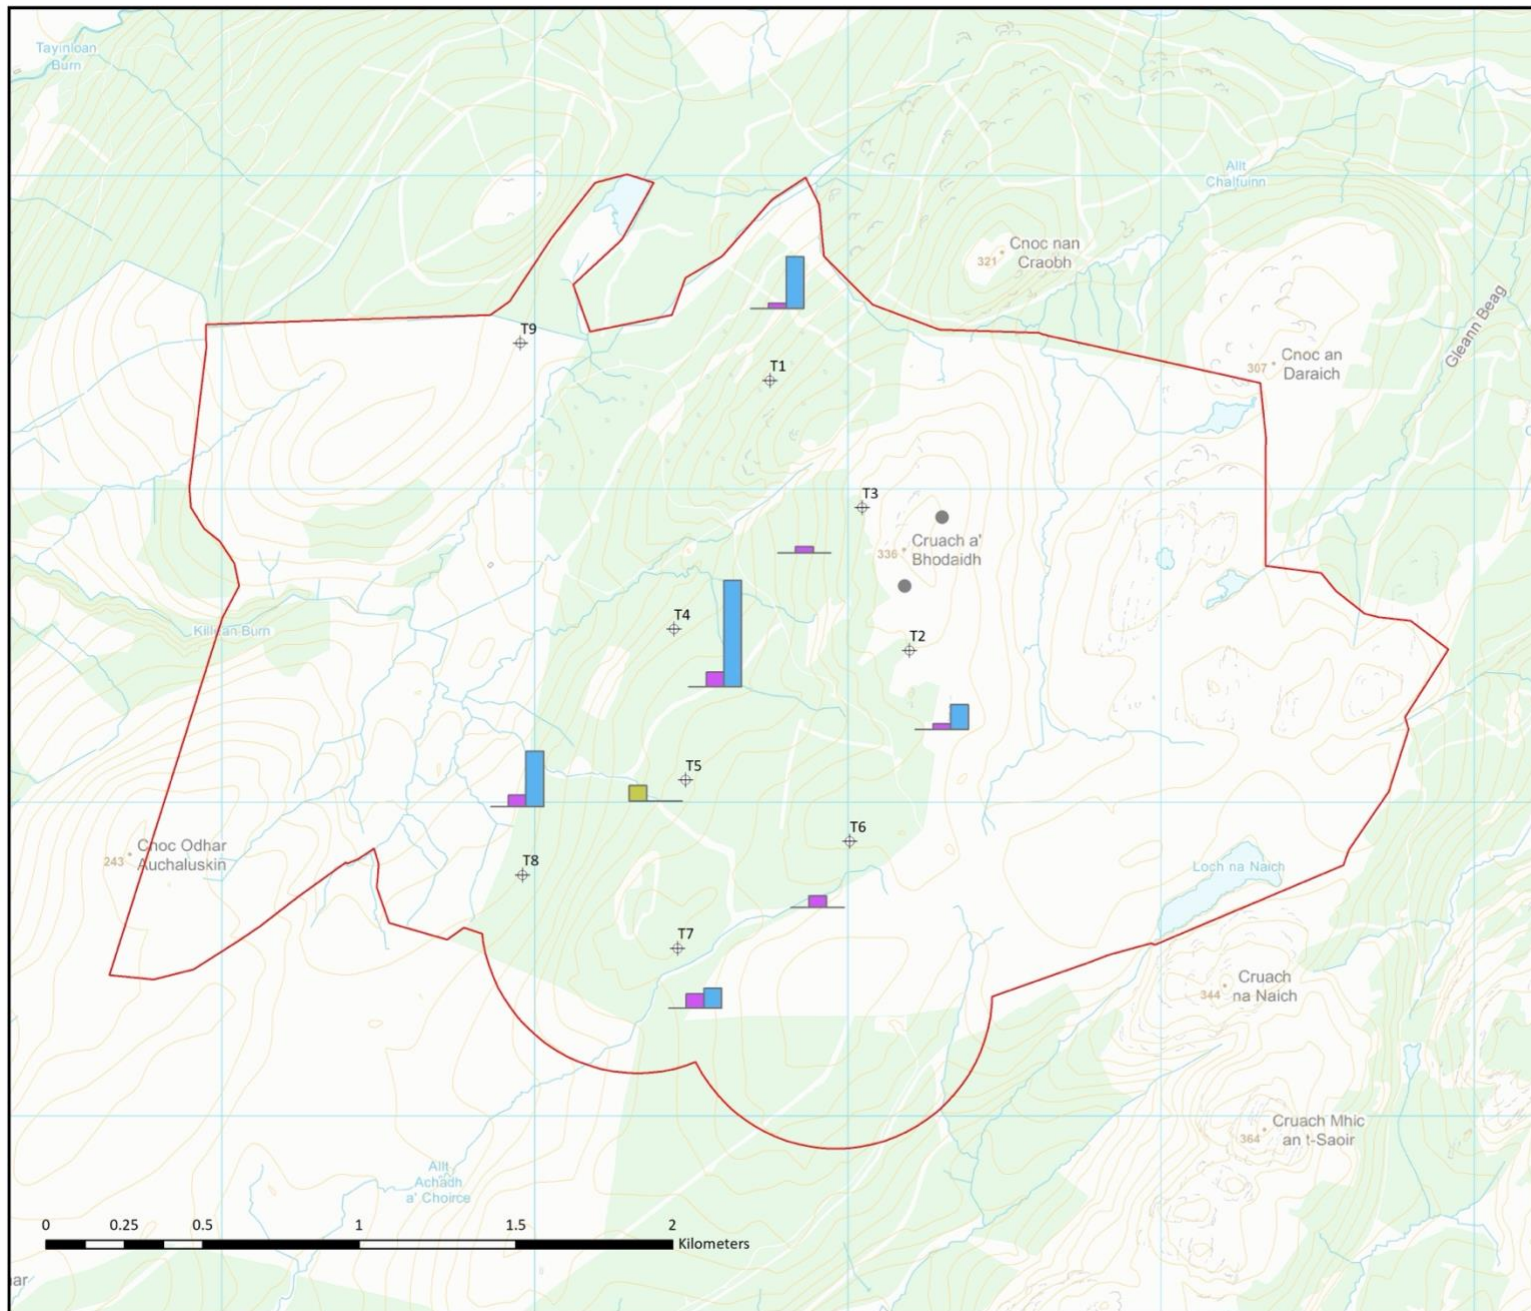 Tayinloan
Burn
Allt
Chaltuinn
Cnoc nan
Craobh
321
Gleann Beag
T9
Cnoc an
Daraich
307
T1
T3
Cruach a'
Bhodaidh
336
Killean Burn
T4
T2
T5
T6
Cnoc Odhar
Auchaluskin
243
T8
Loch na Naich
T7
Cruach
na Naich
344
Cruach Mhic
an t-Saoir
364
Allt
Achadh
a' Choirce
0 0.25 0.5 1 1.5 2
Kilometers